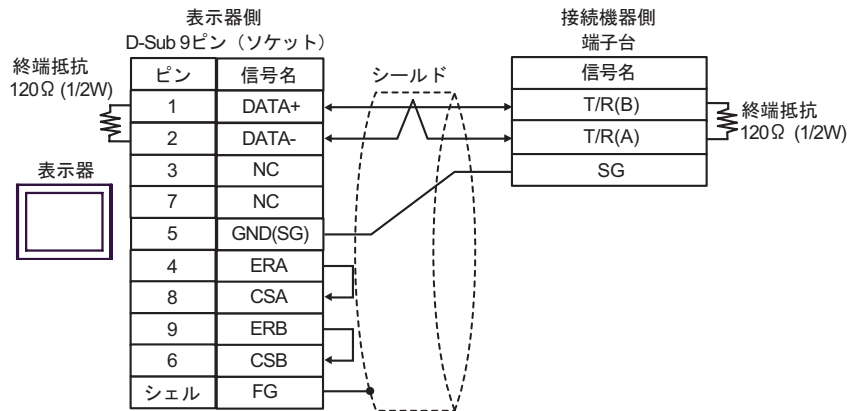 表示器側
D-Sub 9ピン（ソケット）
接続機器側
端子台
終端抵抗
120Ω (1/2W)
ピン 信号名
シールド
信号名
1 DATA+
T/R(B)
2 DATA-
T/R(A)
終端抵抗
120Ω (1/2W)
表示器
3 NC
SG
7 NC
5 GND(SG)
4 ERA
8 CSA
9 ERB
6 CSB
シェル FG